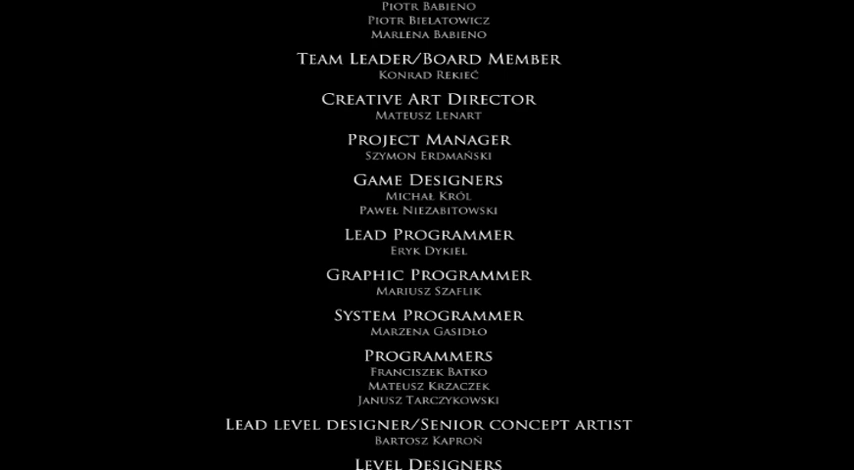 Piotr Babieno
Piotr Bielatowicz
Marlena Babieno
Team Leader/Board Member
Konrad Rekieć
Creative Art Director
Mateusz Lenart
Project Manager
Szymon Erdmański
Game Designers
Michał Król
Paweł Niezabitowski
Lead Programmer
Eryk Dykiel
Graphic Programmer
Mariusz Szaflik
System Programmer
Marzena Gasidło
Programmers
Franciszek Batko
Mateusz Krzaczek
Janusz Tarczykowski
Lead level designer/Senior concept artist
Bartosz Kaproń
Level Designers